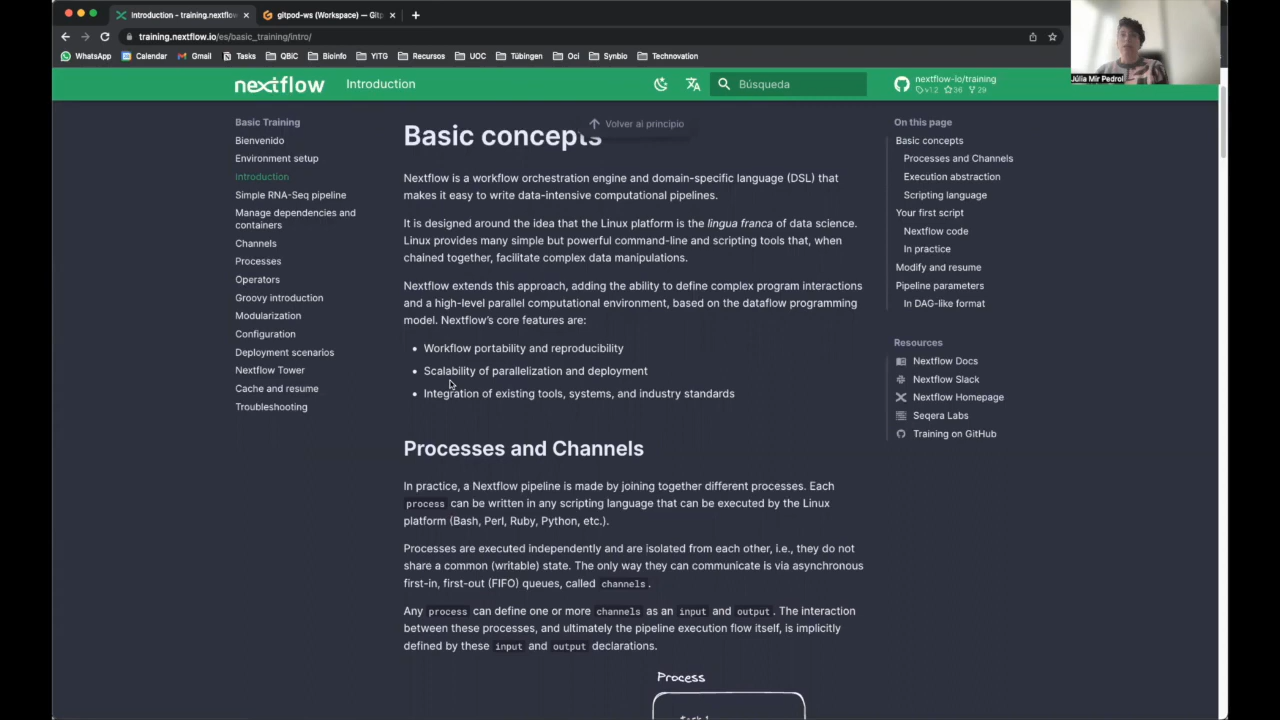 Introduction - training.nextflow
gitpod-ws (Workspace) — Gitp
training.nextflow.io/es/basic_training/intro/
WhatsApp
Calendar
Gmail
Tasks
QBIC
Bioinfo
YITG
Recursos
UOC
Tübingen
Oci
Synbio
Technovation
Júlia Mir Pedrol
nextflow
Introduction
Búsqueda
nextflow-io/training
v1.2 36 29
Basic Training
Bienvenido
Environment setup
Introduction
Simple RNA-Seq pipeline
Manage dependencies and
containers
Channels
Processes
Operators
Groovy introduction
Modularization
Configuration
Deployment scenarios
Nextflow Tower
Cache and resume
Troubleshooting
Volver al principio
Basic concepts
Nextflow is a workflow orchestration engine and domain-specific language (DSL) that
makes it easy to write data-intensive computational pipelines.
It is designed around the idea that the Linux platform is the lingua franca of data science.
Linux provides many simple but powerful command-line and scripting tools that, when
chained together, facilitate complex data manipulations.
Nextflow extends this approach, adding the ability to define complex program interactions
and a high-level parallel computational environment, based on the dataflow programming
model. Nextflow's core features are:
• Workflow portability and reproducibility
• Scalability of parallelization and deployment
• Integration of existing tools, systems, and industry standards
Processes and Channels
In practice, a Nextflow pipeline is made by joining together different processes. Each
process can be written in any scripting language that can be executed by the Linux
platform (Bash, Perl, Ruby, Python, etc.).
Processes are executed independently and are isolated from each other, i.e., they do not
share a common (writable) state. The only way they can communicate is via asynchronous
first-in, first-out (FIFO) queues, called channels.
Any process can define one or more channels as an input and output. The interaction
between these processes, and ultimately the pipeline execution flow itself, is implicitly
defined by these input and output declarations.
Process
On this page
Basic concepts
Processes and Channels
Execution abstraction
Scripting language
Your first script
Nextflow code
In practice
Modify and resume
Pipeline parameters
In DAG-like format
Resources
Nextflow Docs
Nextflow Slack
Nextflow Homepage
Seqera Labs
Training on GitHub